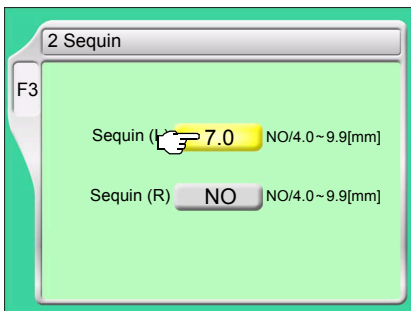 2 Sequin
F3
Sequin (L) 7.0 NO/4.0~9.9[mm]
Sequin (R) NO NO/4.0~9.9[mm]